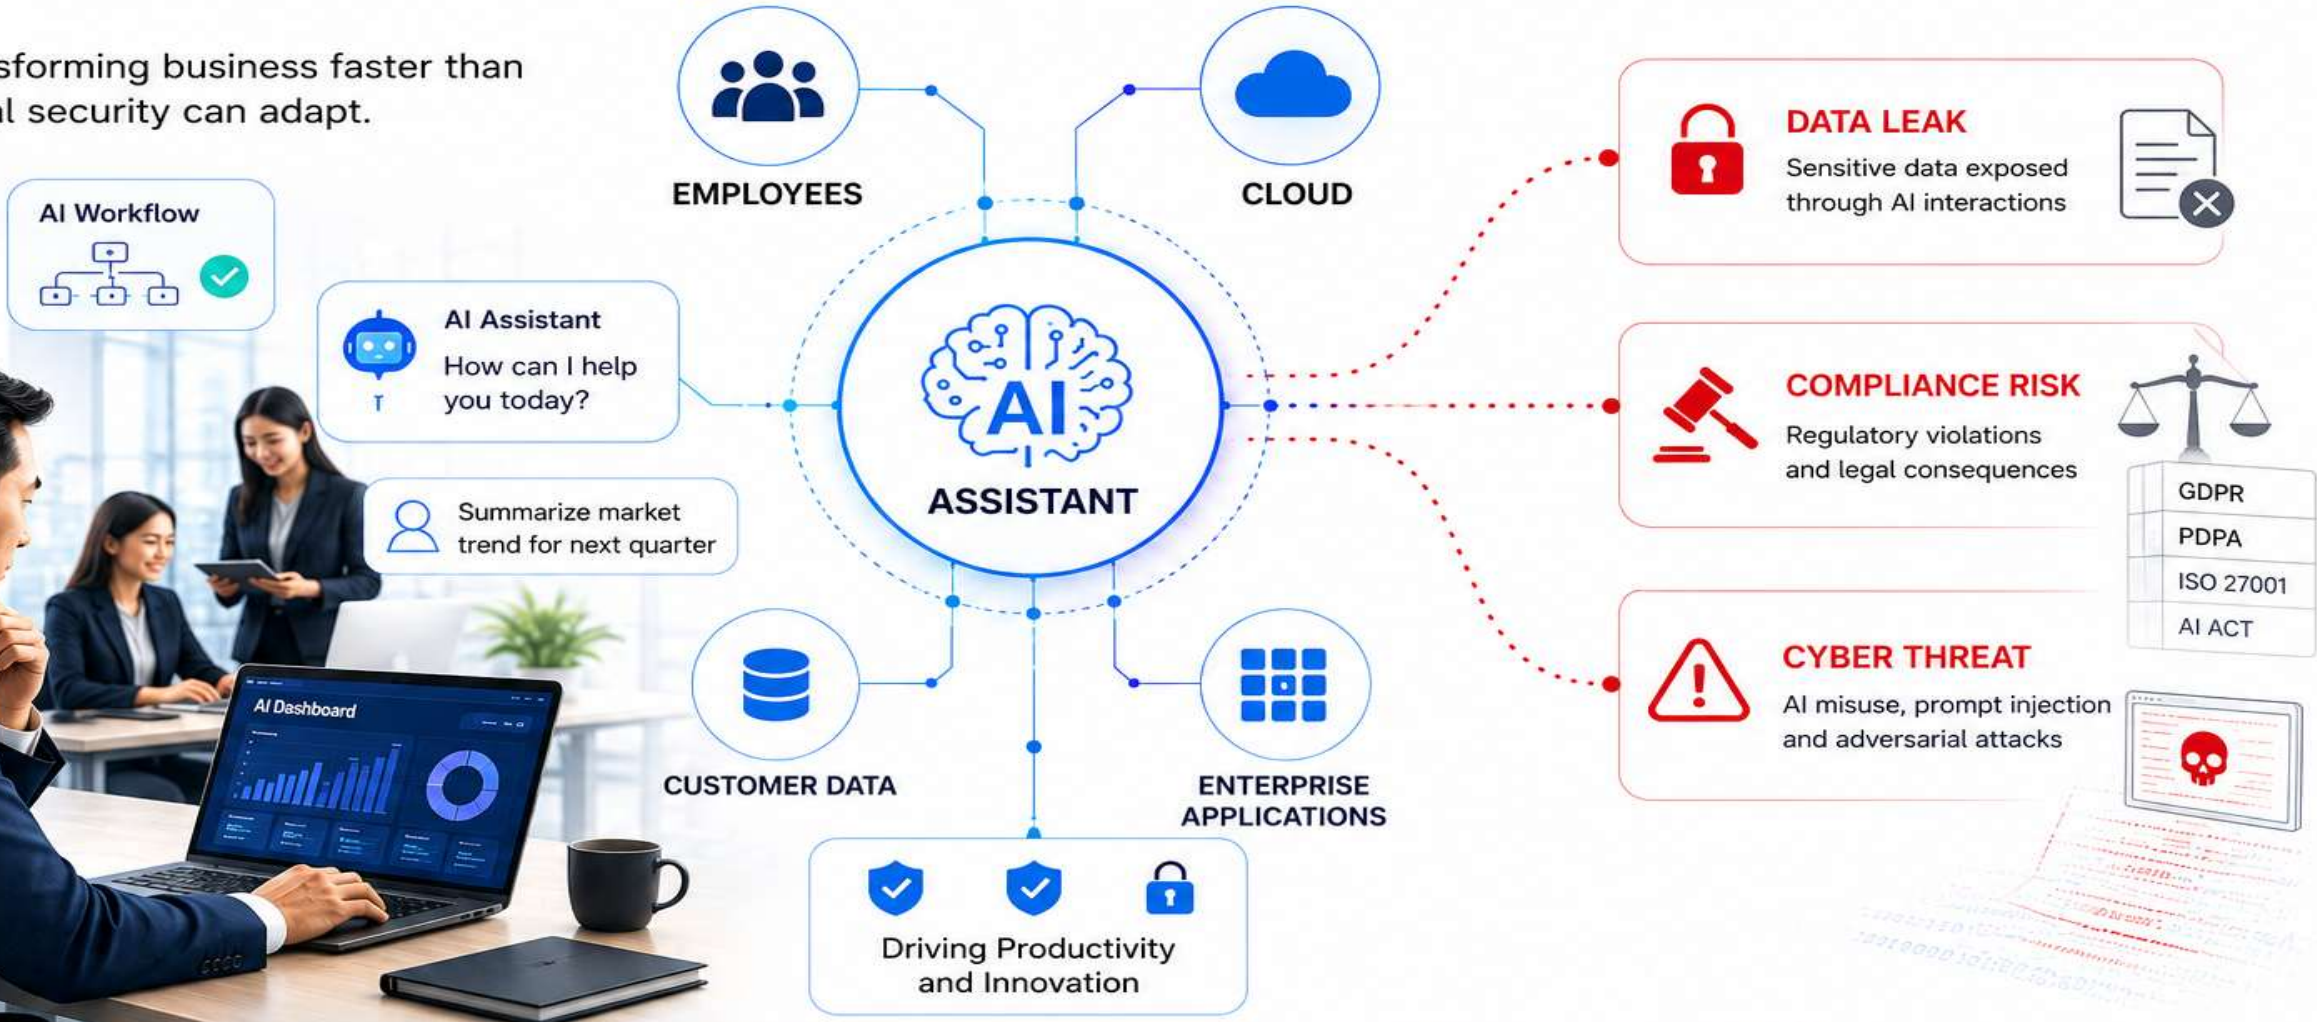 sforming business faster than
l security can adapt.
AI Workflow
AI Assistant
How can I help
you today?
T
Summarize market
trend for next quarter
AI Dashboard
EMPLOYEES
CLOUD
AI
ASSISTANT
CUSTOMER DATA
ENTERPRISE
APPLICATIONS
Driving Productivity
and Innovation
DATA LEAK
Sensitive data exposed
through AI interactions
COMPLIANCE RISK
Regulatory violations
and legal consequences
GDPR
PDPA
ISO 27001
AI ACT
CYBER THREAT
AI misuse, prompt injection
and adversarial attacks